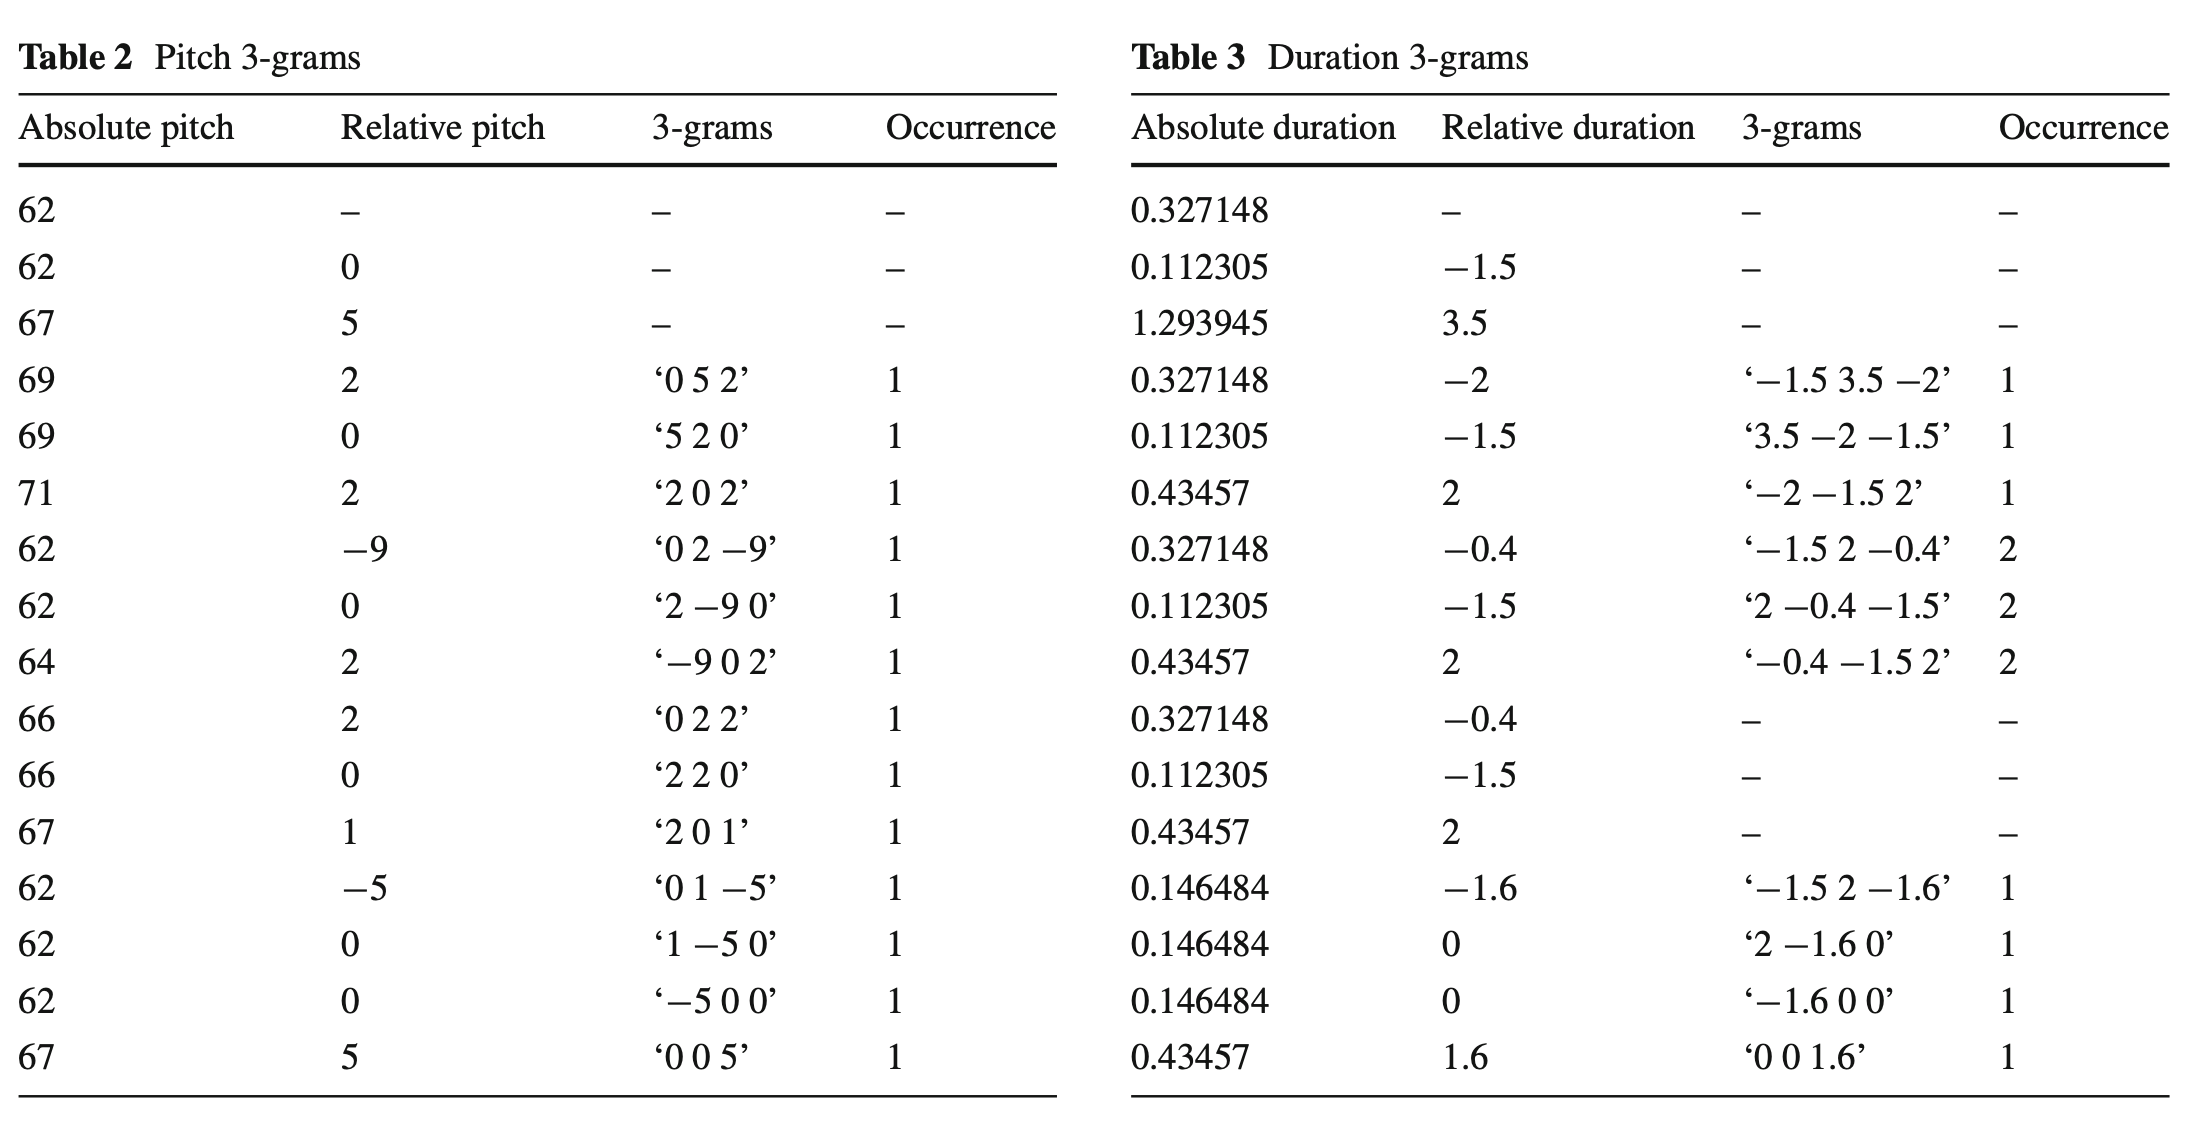 Table 2 Pitch 3-grams
Absolute pitch Relative pitch 3-grams Occurrence
62 – – –
62 0 – –
67 5 – –
69 2 ‘0 5 2’ 1
69 0 ‘5 2 0’ 1
71 2 ‘2 0 2’ 1
62 −9 ‘0 2 −9’ 1
62 0 ‘2 −9 0’ 1
64 2 ‘−9 0 2’ 1
66 2 ‘0 2 2’ 1
66 0 ‘2 2 0’ 1
67 1 ‘2 0 1’ 1
62 −5 ‘0 1 −5’ 1
62 0 ‘1 −5 0’ 1
62 0 ‘−5 0 0’ 1
67 5 ‘0 0 5’ 1
Table 3 Duration 3-grams
Absolute duration Relative duration 3-grams Occurrence
0.327148 – – –
0.112305 −1.5 – –
1.293945 3.5 – –
0.327148 −2 ‘−1.5 3.5 −2’ 1
0.112305 −1.5 ‘3.5 −2 −1.5’ 1
0.43457 2 ‘−2 −1.5 2’ 1
0.327148 −0.4 ‘−1.5 2 −0.4’ 2
0.112305 −1.5 ‘2 −0.4 −1.5’ 2
0.43457 2 ‘−0.4 −1.5 2’ 2
0.327148 −0.4 – –
0.112305 −1.5 – –
0.43457 2 – –
0.146484 −1.6 ‘−1.5 2 −1.6’ 1
0.146484 0 ‘2 −1.6 0’ 1
0.146484 0 ‘−1.6 0 0’ 1
0.43457 1.6 ‘0 0 1.6’ 1